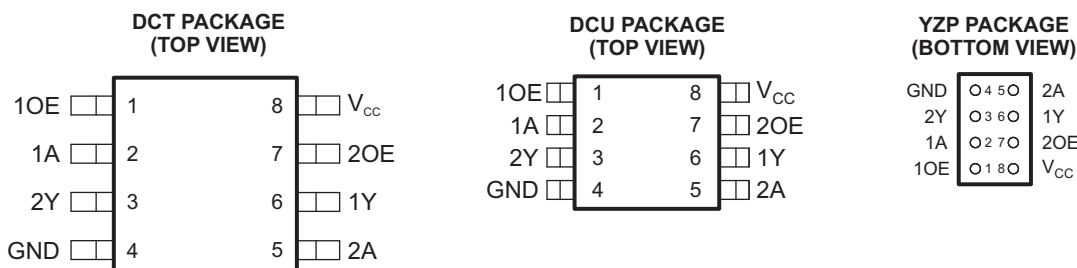 DCT PACKAGE
(TOP VIEW)
1OE 1 8 VCC
1A 2 7 2OE
2Y 3 6 1Y
GND 4 5 2A
DCU PACKAGE
(TOP VIEW)
1OE 1 8 VCC
1A 2 7 2OE
2Y 3 6 1Y
GND 4 5 2A
YZP PACKAGE
(BOTTOM VIEW)
GND 4 5 2A
2Y 3 6 1Y
1A 2 7 2OE
1OE 1 8 VCC